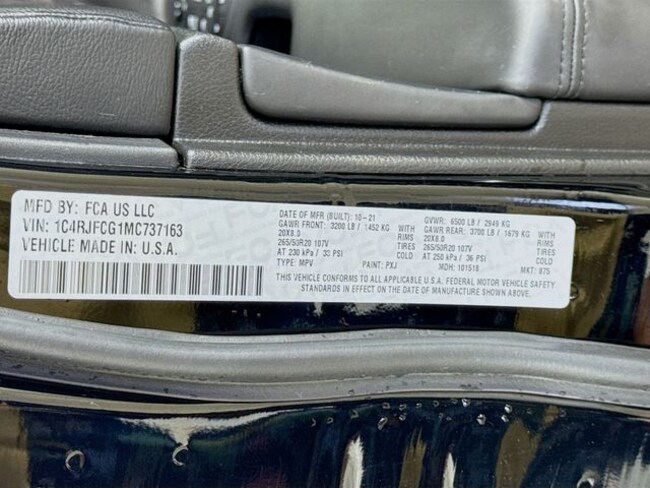 MFD BY: FCA US LLC
VIN: 1C4RJFCG1MC737163
VEHICLE MADE IN: U.S.A.
DATE OF MFR (BUILT): 10-21
GAWR FRONT: 3200 LB / 1452 KG WITH
20X8.0 TIRES
265/50R20 107V RIMS
AT 230 kPa / 33 PSI COLD
TYPE: MPV PAINT: PXJ
GVWR: 6500 LB / 2949 KG
GAWR REAR: 3700 LB / 1679 KG WITH
20X8.0 TIRES
265/50R20 107V RIMS
AT 250 kPa / 36 PSI COLD
MDH: 101518 MKT: 875
THIS VEHICLE CONFORMS TO ALL APPLICABLE U.S.A. FEDERAL MOTOR VEHICLE SAFETY
STANDARDS IN EFFECT ON THE DATE OF MANUFACTURE SHOWN ABOVE.